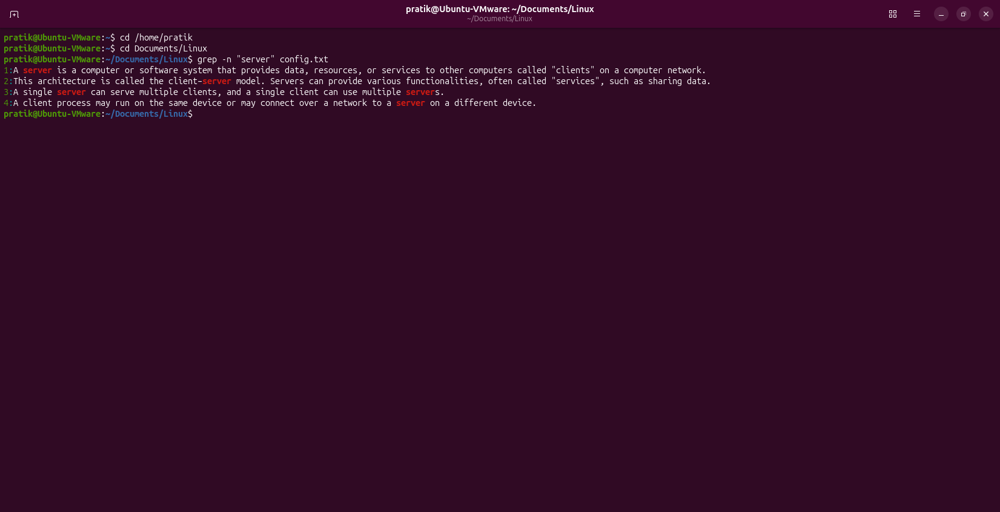 pratik@Ubuntu-VMware: ~/Documents/Linux
~/Documents/Linux
pratik@Ubuntu-VMware:~$ cd /home/pratik
pratik@Ubuntu-VMware:~$ cd Documents/Linux
pratik@Ubuntu-VMware:~/Documents/Linux$ grep -n "server" config.txt
1:A server is a computer or software system that provides data, resources, or services to other computers called "clients" on a computer network.
2:This architecture is called the client–server model. Servers can provide various functionalities, often called "services", such as sharing data.
3:A single server can serve multiple clients, and a single client can use multiple servers.
4:A client process may run on the same device or may connect over a network to a server on a different device.
pratik@Ubuntu-VMware:~/Documents/Linux$